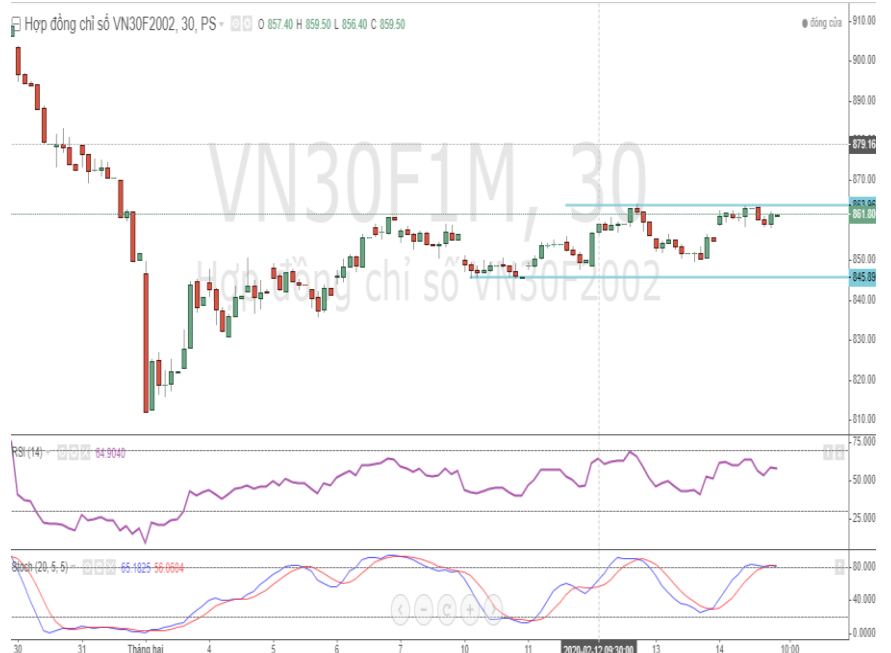 Hợp đồng chỉ số VN30F2002, 30, PS O 857.40 H 859.50 L 856.40 C 859.50
đóng cửa
VN30F1M, 30
Hợp đồng chỉ số VN30F2002
910.00
900.00
890.00
879.16
870.00
861.80
850.00
845.89
840.00
830.00
820.00
810.00
RSI (14) 64.9040
75.000
50.000
25.000
Stoch (20, 5, 5) 65.1825 56.0604
80.000
40.000
0.0000
30 31 Tháng hai 4 5 6 7 10 11 2020-02-12 09:30:00 13 14 10:00